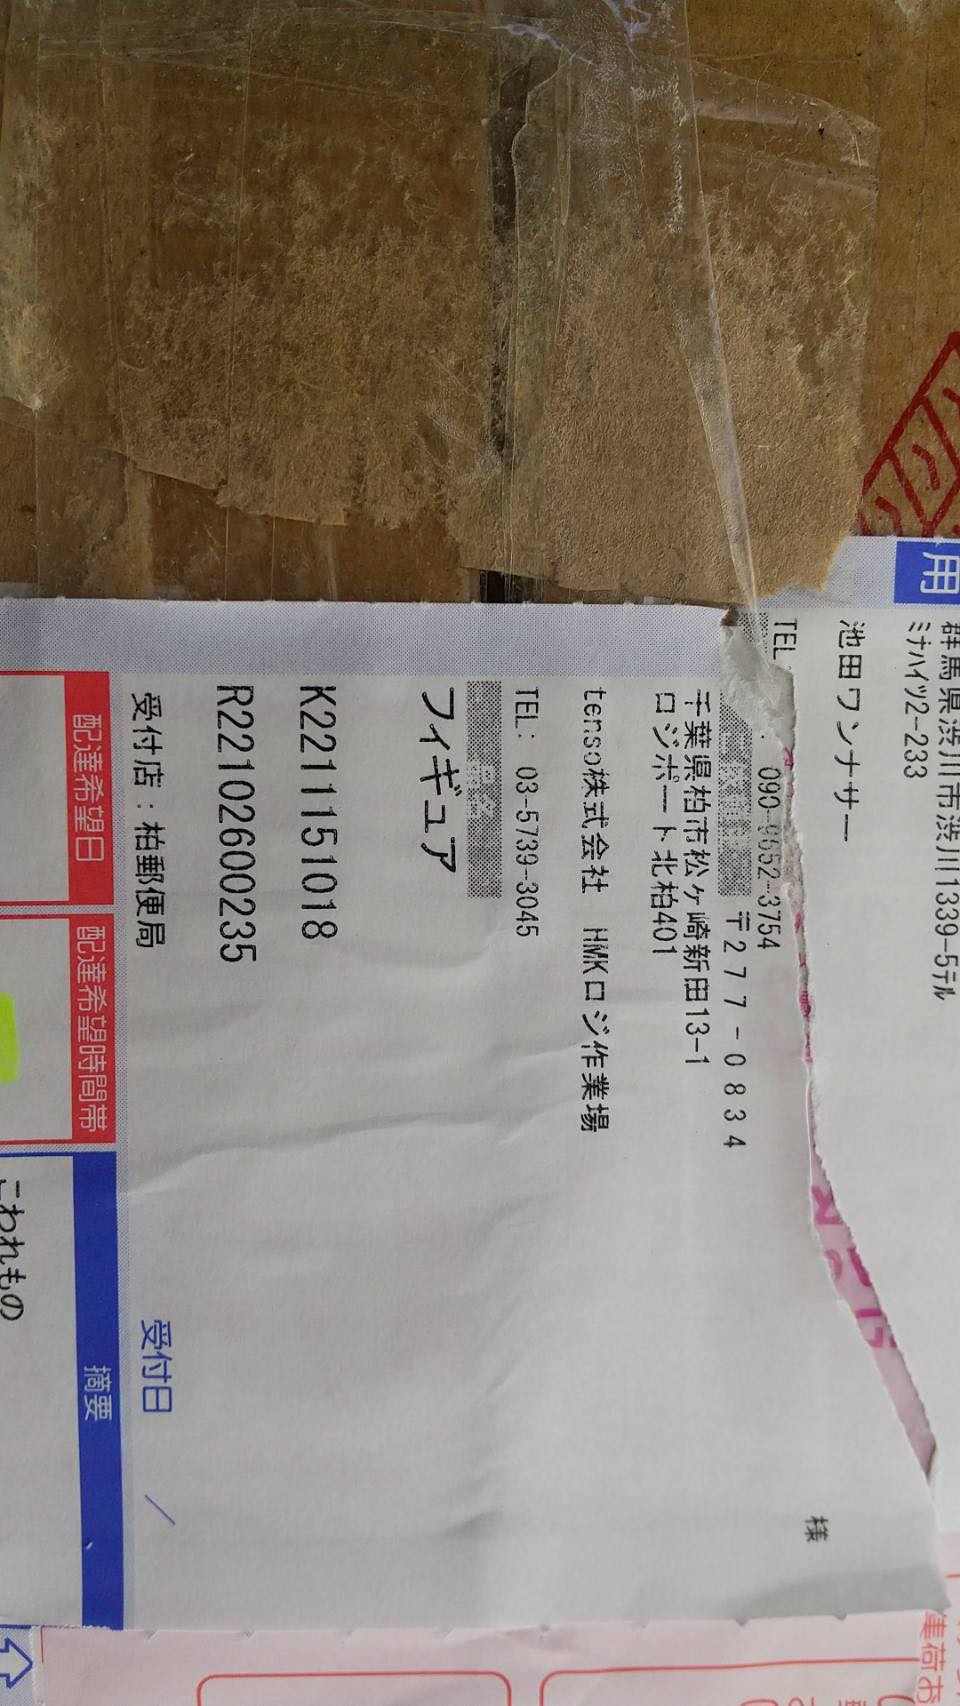 用
群馬県渋川市渋川1339-5テル
ミナハイツ2-233
池田ワンナサー
様
TEL: 090-9652-3754
〒277-0834
千葉県柏市松ヶ崎新田13-1
ロジポート北柏401
tenso株式会社 HMKロジ作業場
TEL: 03-5739-3045
フィギュア
K2211151018
R22102600235
受付店：柏郵便局
受付日 /
配達希望日
配達希望時間帯
摘要
こわれもの